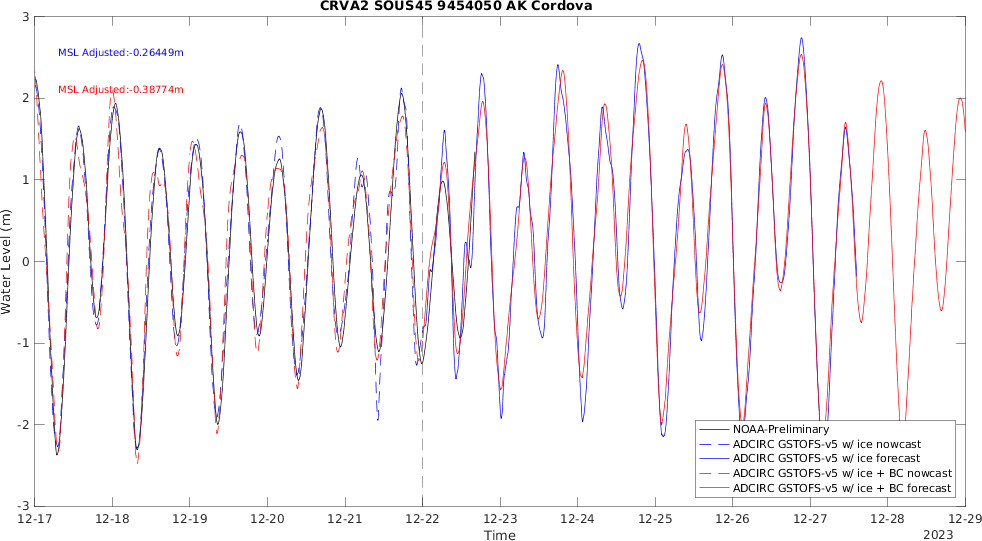 CRVA2 SOUS45 9454050 AK Cordova
MSL Adjusted:-0.26449m
MSL Adjusted:-0.38774m
Water Level (m)
3
2
1
0
-1
-2
-3
NOAA-Preliminary
ADCIRC GSTOFS-v5 w/ ice nowcast
ADCIRC GSTOFS-v5 w/ ice forecast
ADCIRC GSTOFS-v5 w/ ice + BC nowcast
ADCIRC GSTOFS-v5 w/ ice + BC forecast
12-17 12-18 12-19 12-20 12-21 12-22 12-23 12-24 12-25 12-26 12-27 12-28 12-29
Time
2023